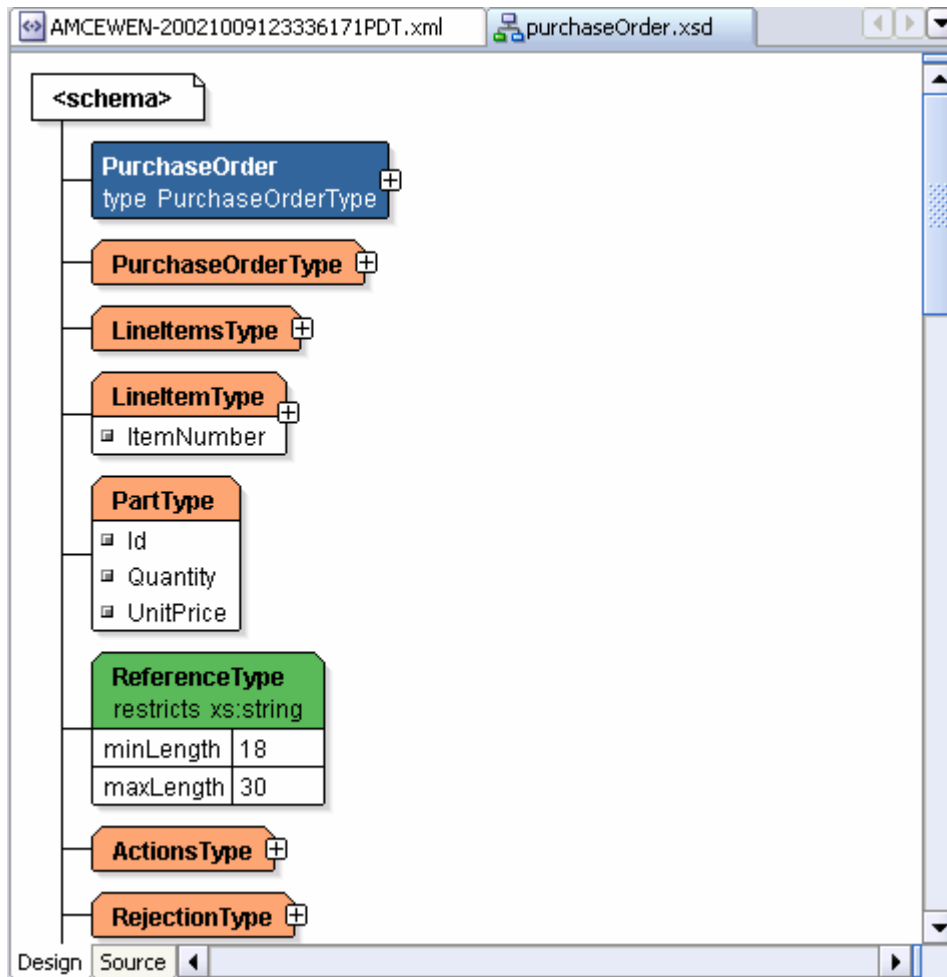 AMCEWEN-20021009123336171PDT.xml
purchaseOrder.xsd
<schema>
PurchaseOrder
type PurchaseOrderType
PurchaseOrderType
LineItemsType
LineItemType
ItemNumber
PartType
Id
Quantity
UnitPrice
ReferenceType
restricts xs:string
minLength 18
maxLength 30
ActionsType
RejectionType
Design Source